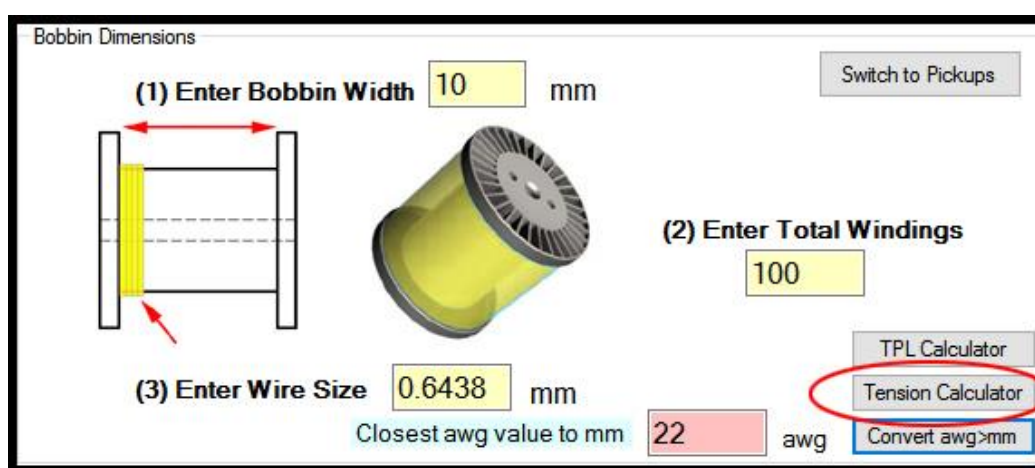 Bobbin Dimensions
Switch to Pickups
(1) Enter Bobbin Width 10 mm
(2) Enter Total Windings
100
TPL Calculator
(3) Enter Wire Size 0.6438 mm
Tension Calculator
Closest awg value to mm 22 awg
Convert awg>mm